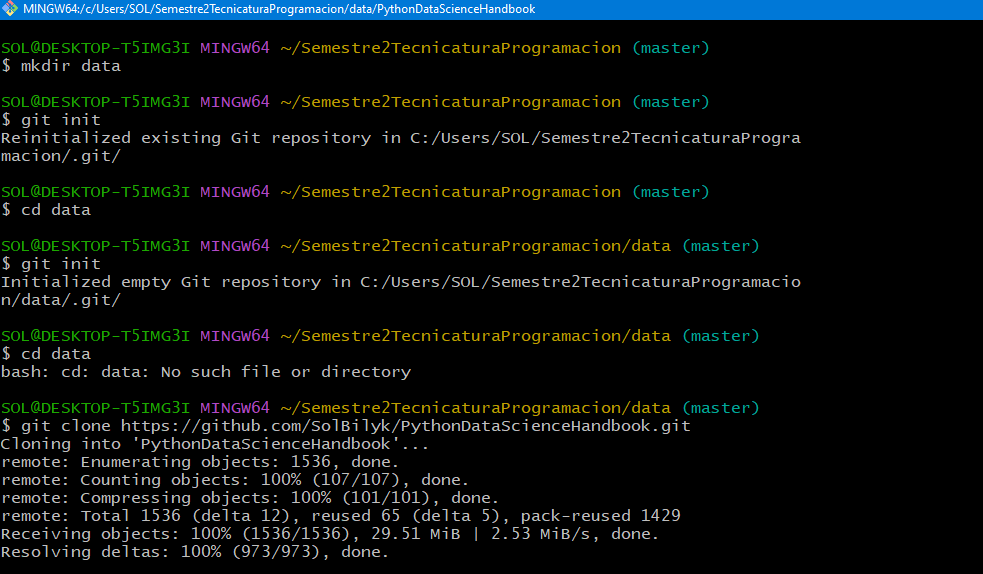 MINGW64:/c/Users/SOL/Semestre2TecnicaturaProgramacion/data/PythonDataScienceHandbook
SOL@DESKTOP-T5IMG3I MINGW64 ~/Semestre2TecnicaturaProgramacion (master)
$ mkdir data
SOL@DESKTOP-T5IMG3I MINGW64 ~/Semestre2TecnicaturaProgramacion (master)
$ git init
Reinitialized existing Git repository in C:/Users/SOL/Semestre2TecnicaturaProgra
macion/.git/
SOL@DESKTOP-T5IMG3I MINGW64 ~/Semestre2TecnicaturaProgramacion (master)
$ cd data
SOL@DESKTOP-T5IMG3I MINGW64 ~/Semestre2TecnicaturaProgramacion/data (master)
$ git init
Initialized empty Git repository in C:/Users/SOL/Semestre2TecnicaturaProgramacio
n/data/.git/
SOL@DESKTOP-T5IMG3I MINGW64 ~/Semestre2TecnicaturaProgramacion/data (master)
$ cd data
bash: cd: data: No such file or directory
SOL@DESKTOP-T5IMG3I MINGW64 ~/Semestre2TecnicaturaProgramacion/data (master)
$ git clone https://github.com/SolBilyk/PythonDataScienceHandbook.git
Cloning into 'PythonDataScienceHandbook'...
remote: Enumerating objects: 1536, done.
remote: Counting objects: 100% (107/107), done.
remote: Compressing objects: 100% (101/101), done.
remote: Total 1536 (delta 12), reused 65 (delta 5), pack-reused 1429
Receiving objects: 100% (1536/1536), 29.51 MiB | 2.53 MiB/s, done.
Resolving deltas: 100% (973/973), done.